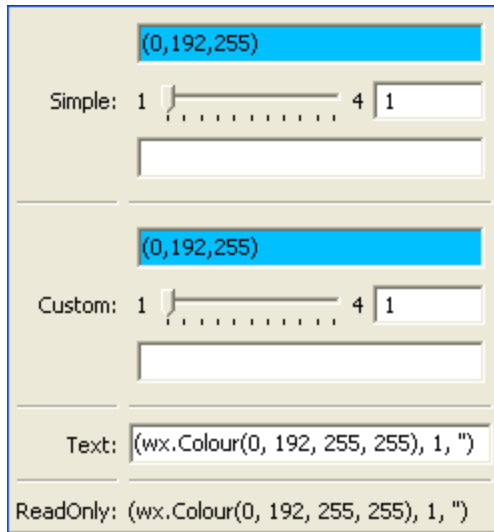 (0,192,255)
Simple: 1 4 1
(0,192,255)
Custom: 1 4 1
Text: (wx.Colour(0, 192, 255, 255), 1, '')
ReadOnly: (wx.Colour(0, 192, 255, 255), 1, '')